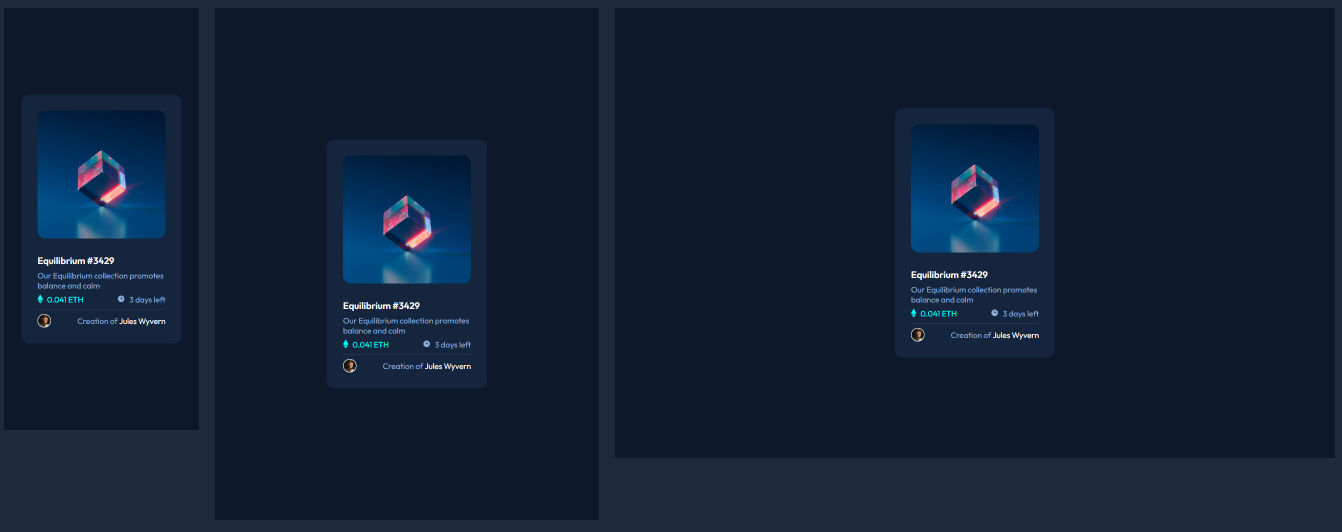 Equilibrium #3429
Our Equilibrium collection promotes
balance and calm
0.041 ETH
3 days left
Creation of Jules Wyvern
Equilibrium #3429
Our Equilibrium collection promotes
balance and calm
0.041 ETH
3 days left
Creation of Jules Wyvern
Equilibrium #3429
Our Equilibrium collection promotes
balance and calm
0.041 ETH
3 days left
Creation of Jules Wyvern